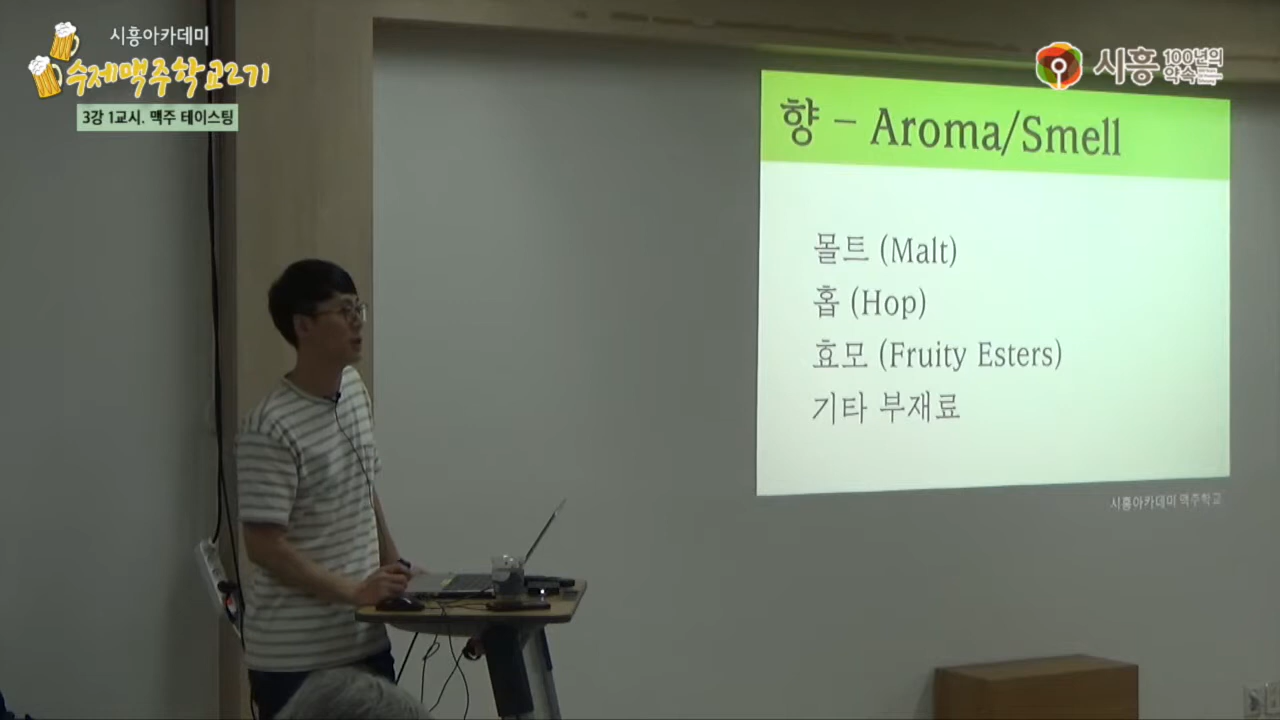 시흥아카데미
수제맥주학교2기
3강 1교시. 맥주 테이스팅
시흥 100년의
약속
향 – Aroma/Smell
몰트 (Malt)
홉 (Hop)
효모 (Fruity Esters)
기타 부재료
시흥아카데미 맥주학교